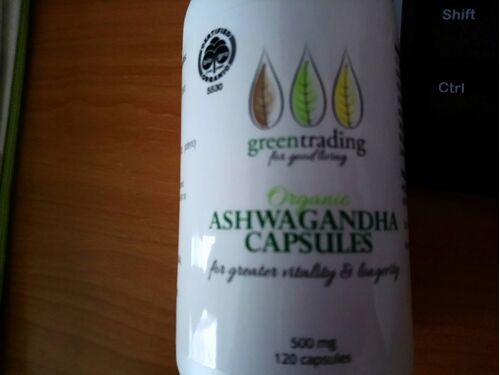 Shift
Ctrl
CERTIFIED
ORGANIC
5530
greentrading
for good living
Organic
ASHWAGANDHA
CAPSULES
for greater vitality & longevity
500 mg
120 capsules